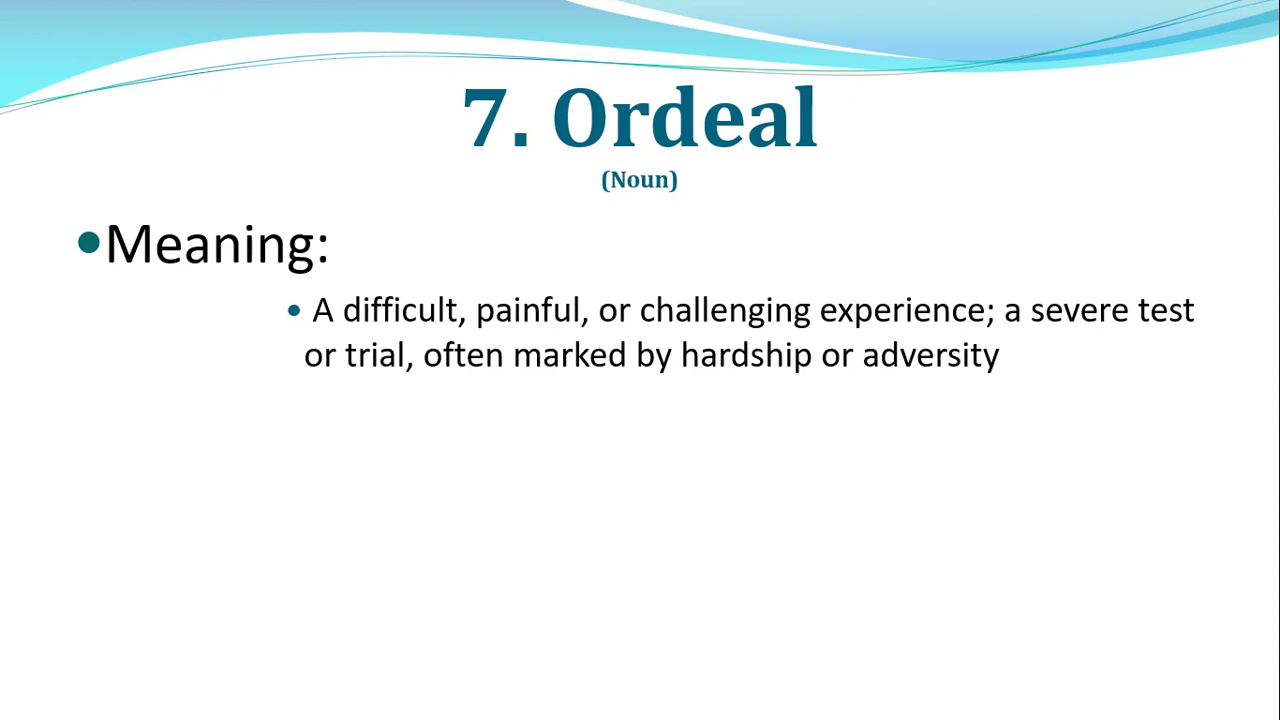 7. Ordeal
(Noun)
•Meaning:
• A difficult, painful, or challenging experience; a severe test
or trial, often marked by hardship or adversity